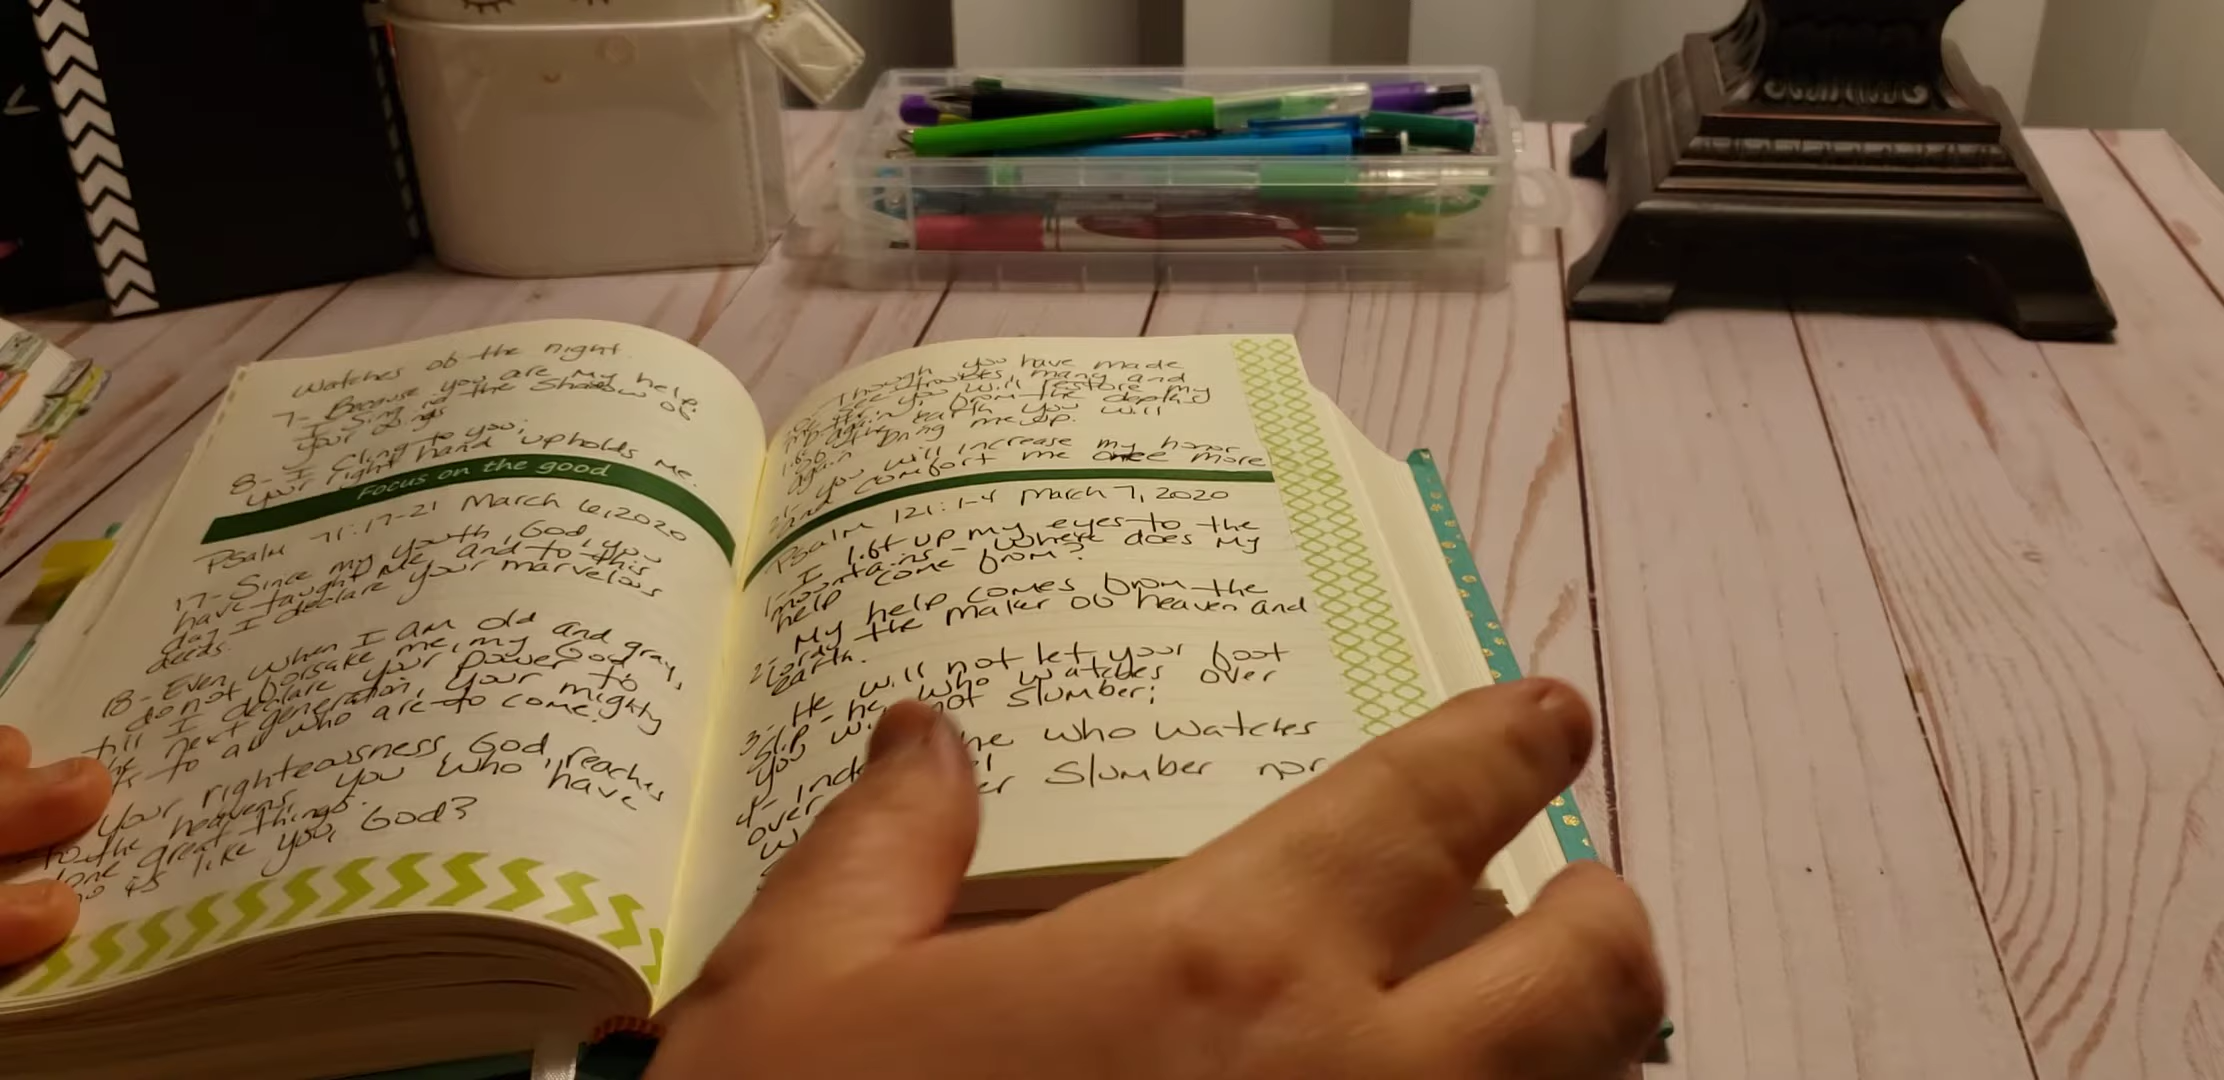 watches of the night.
7- Because you are my help,
I sing in the shadow of
your wings
8- I cling to you;
your right hand upholds me.
Focus on the good
Psalm 71:17-21 March 6, 2020
17- Since my youth, God, you
have taught me, and to this
day I declare your marvelous
deeds.
18- Even when I am old and gray,
do not forsake me, my God,
till I declare your power to
the next generation, your mighty
to all who are to come.
your righteousness, God, reaches
to the heavens, you who have
done great things.
who is like you, God?
Though you have made
see troubles, many and
you will restore my
again; from the depths
of the earth you will
again bring me up.
21- you will increase my honor
and comfort me once more
Psalm 121:1-4 March 7, 2020
1- I lift up my eyes to the
mountains - where does my
help come from?
2- My help comes from the
Lord, the maker of heaven and
earth.
3- He will not let your foot
slip - he who watches over
you will not slumber;
4- he who watches
over slumber nor